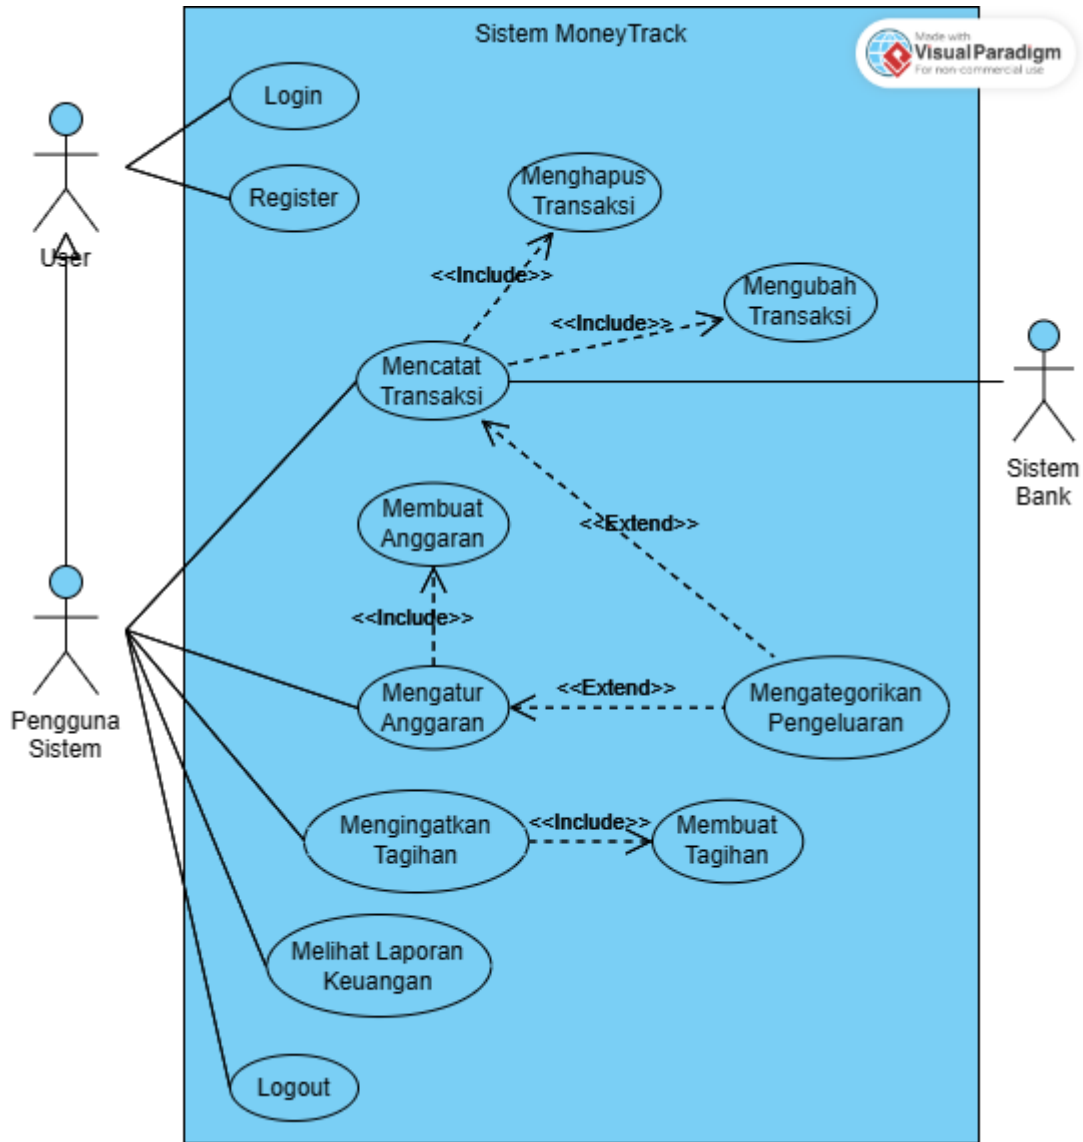 Sistem MoneyTrack
Made with
Visual Paradigm
For non-commercial use
Login
Register
User
Menghapus
Transaksi
<<Include>>
Mengubah
Transaksi
<<Include>>
Mencatat
Transaksi
Sistem
Bank
Membuat
Anggaran
<<Extend>>
<<Include>>
Pengguna
Sistem
Mengatur
Anggaran
<<Extend>>
Mengategorikan
Pengeluaran
Mengingatkan
Tagihan
<<Include>>
Membuat
Tagihan
Melihat Laporan
Keuangan
Logout